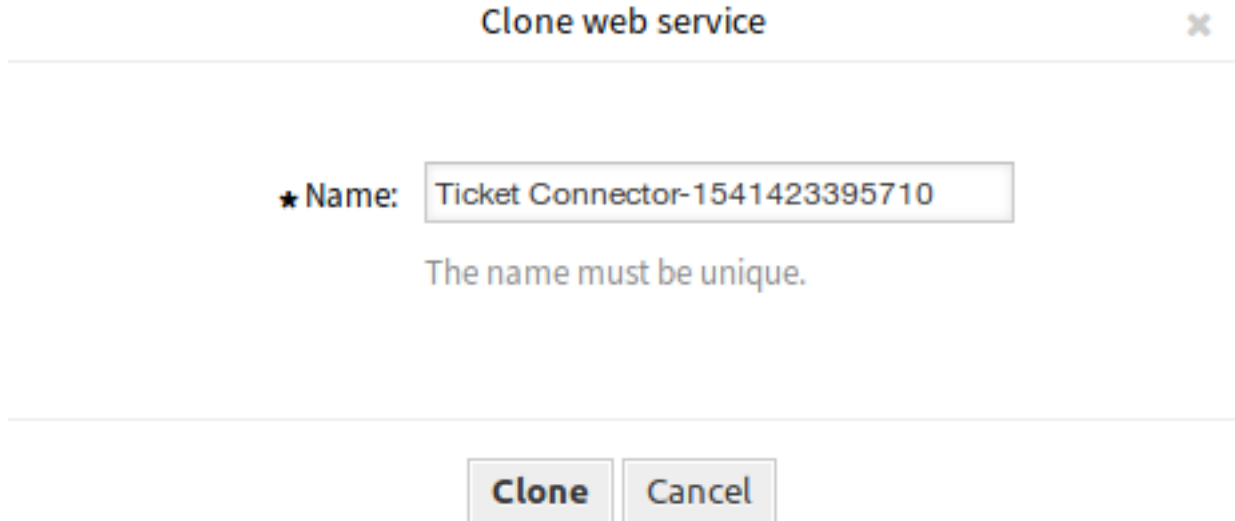 Clone web service
★ Name: Ticket Connector-1541423395710
The name must be unique.
Clone Cancel